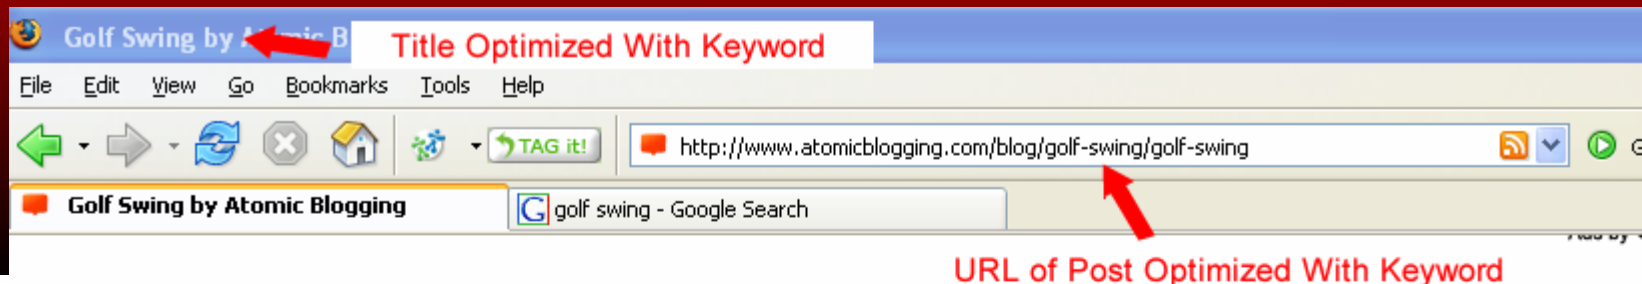 Golf Swing by Atomic B
Title Optimized With Keyword
File Edit View Go Bookmarks Tools Help
TAG it! http://www.atomicblogging.com/blog/golf-swing/golf-swing G
Golf Swing by Atomic Blogging G golf swing - Google Search
URL of Post Optimized With Keyword